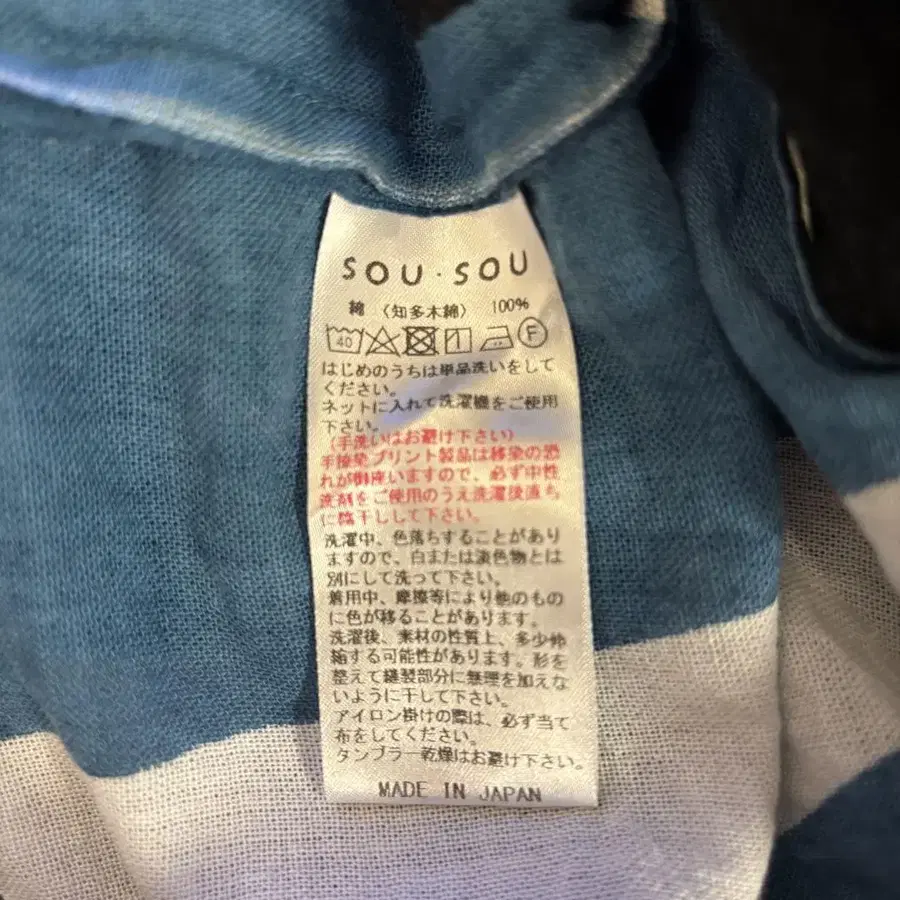 SOU・SOU
綿 〈知多木綿〉 100%
40 F
はじめのうちは単品洗いをして
ください。
ネットに入れて洗濯機をご使用
下さい。
(手洗いはお避け下さい)
手捺染プリント製品は移染の恐
れが御座いますので、必ず中性
洗剤をご使用のうえ洗濯後直ち
に陰干しして下さい。
洗濯中、色落ちすることがあり
ますので、白または淡色物とは
別にして洗って下さい。
着用中、摩擦等により他のもの
に色が移ることがあります。
洗濯後、素材の性質上、多少伸
縮する可能性があります。形を
整えて縫製部分に無理を加えな
いように干して下さい。
アイロン掛けの際は、必ず当て
布をしてください。
タンブラー乾燥はお避け下さい。
MADE IN JAPAN